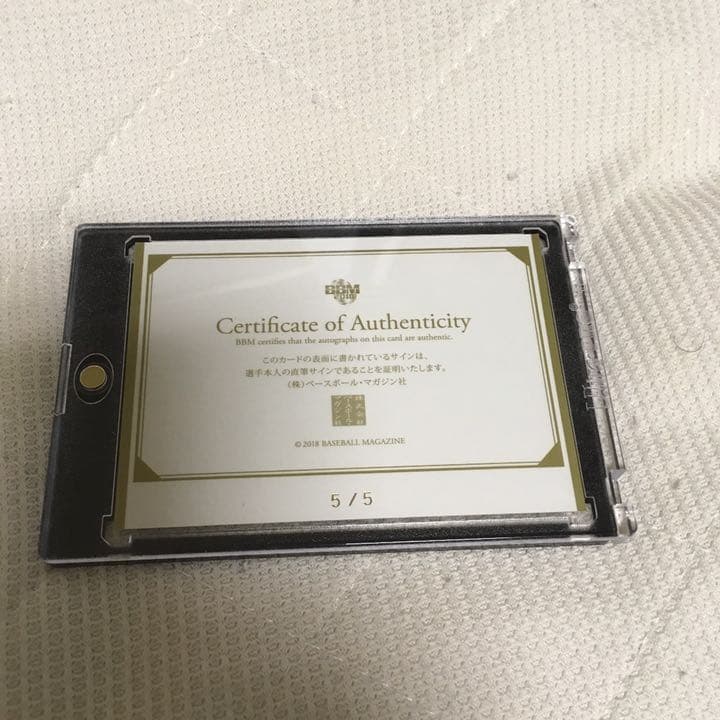 BBM
2018
Certificate of Authenticity
BBM certifies that the autographs on this card are authentic.
このカードの表面に書かれているサインは、
選手本人の直筆サインであることを証明いたします。
(株)ベースボール・マガジン社
© 2018 BASEBALL MAGAZINE
5 / 5